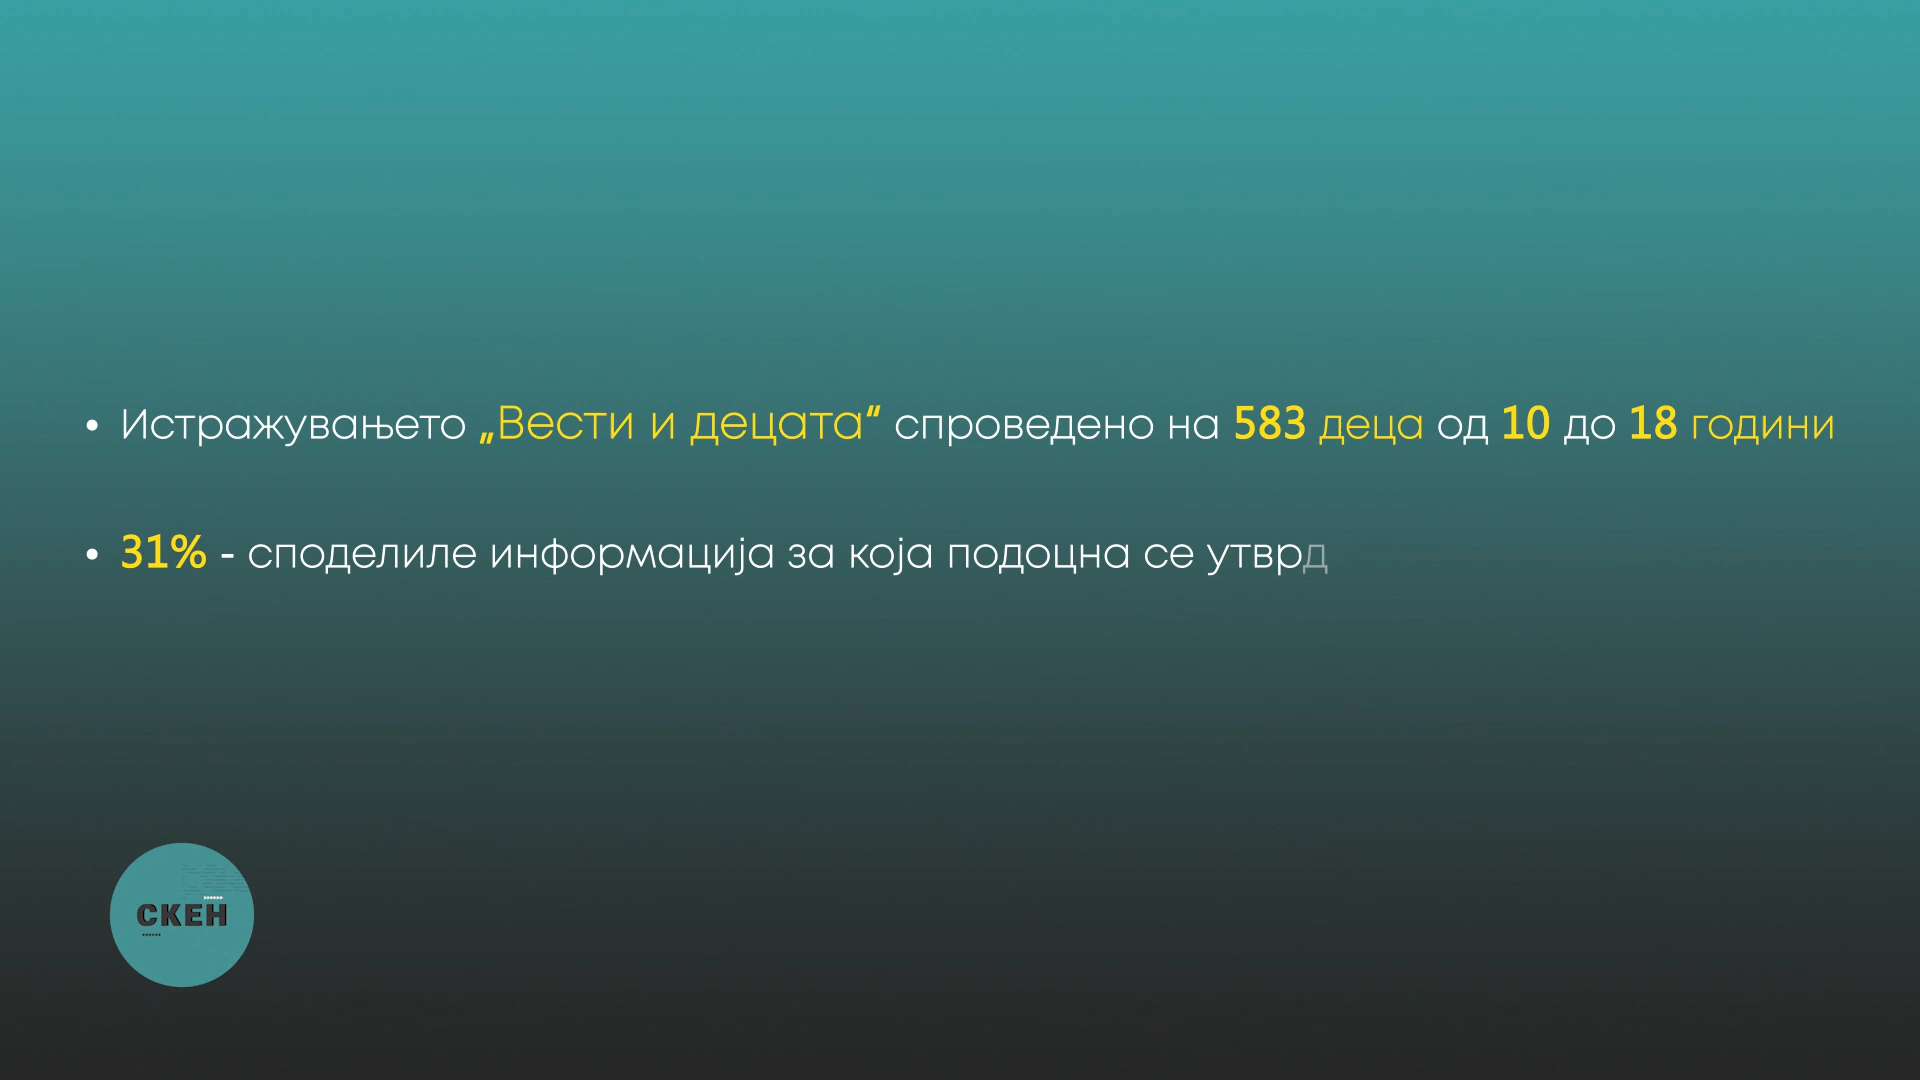 • Истражувањето „Вести и децата“ спроведено на 583 деца од 10 до 18 години
• 31% - споделиле информација за која подоцна се утврд
СКЕН